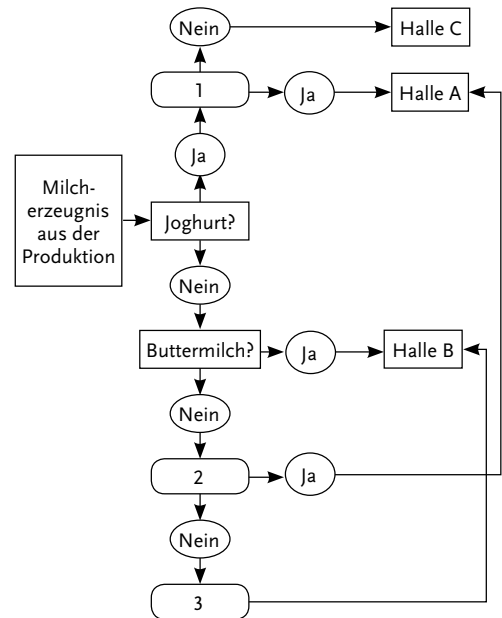 Nein
Halle C
1
Ja
Halle A
Ja
Milch-
erzeugnis
aus der
Produktion
Joghurt?
Nein
Buttermilch?
Ja
Halle B
Nein
2
Ja
Nein
3